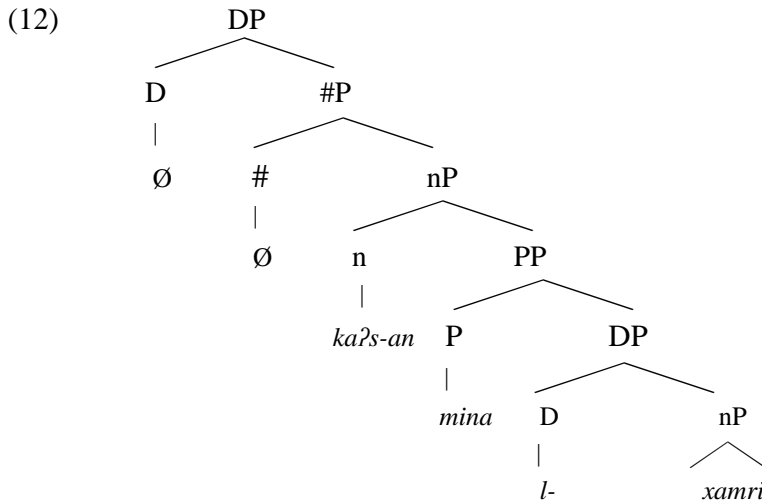 (12) DP
D #P
Ø # nP
Ø n PP
kaʔs-an P DP
mina D nP
l- xamri